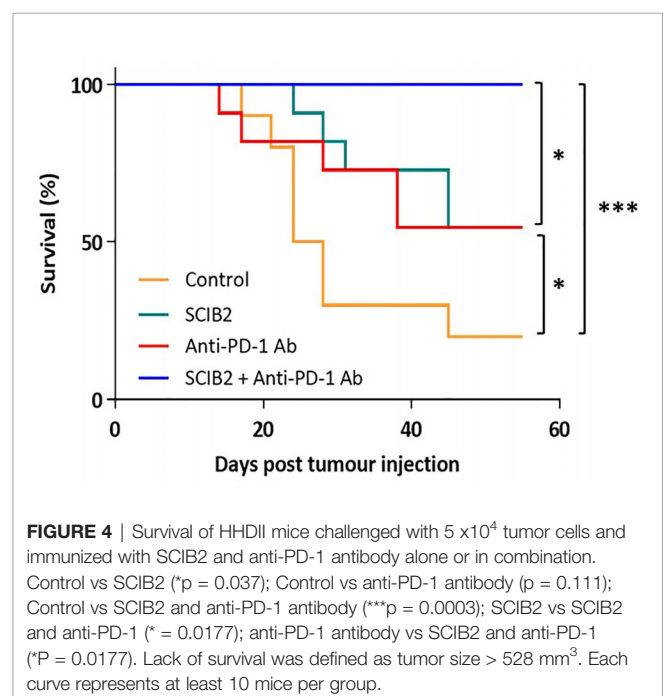 100
50
0
Survival (%)
*
***
*
Control
SCIB2
Anti-PD-1 Ab
SCIB2 + Anti-PD-1 Ab
0 20 40 60
Days post tumour injection
FIGURE 4 | Survival of HHDII mice challenged with 5 x10⁴ tumor cells and
immunized with SCIB2 and anti-PD-1 antibody alone or in combination.
Control vs SCIB2 (*p = 0.037); Control vs anti-PD-1 antibody (p = 0.111);
Control vs SCIB2 and anti-PD-1 antibody (***p = 0.0003); SCIB2 vs SCIB2
and anti-PD-1 (* = 0.0177); anti-PD-1 antibody vs SCIB2 and anti-PD-1
(*P = 0.0177). Lack of survival was defined as tumor size > 528 mm³. Each
curve represents at least 10 mice per group.